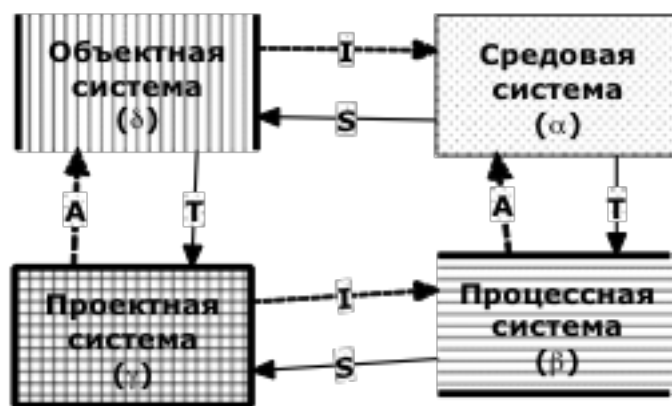 Объектная
система
(δ)
I
Средовая
система
(α)
S
A
T
A
T
Проектная
система
(γ)
I
Процессная
система
(β)
S